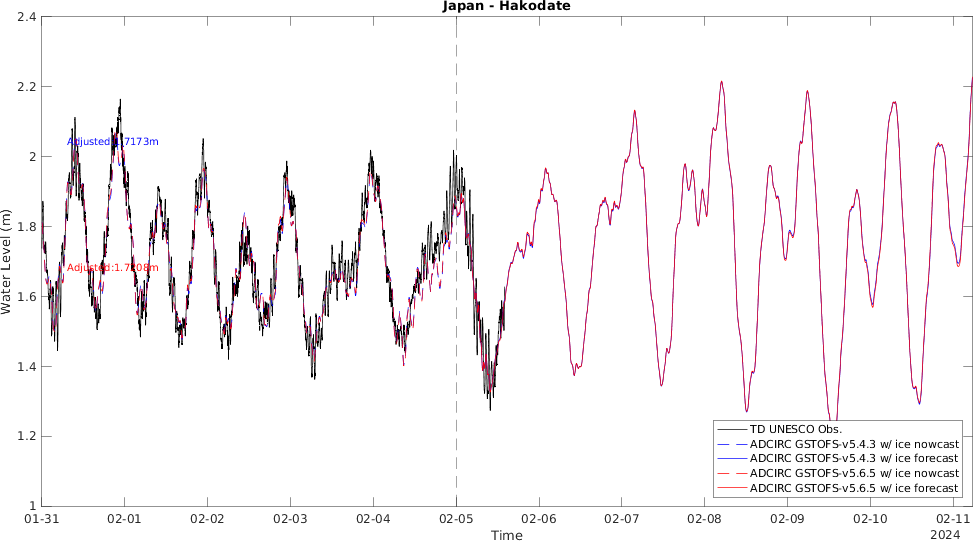 Japan - Hakodate
2.4
2.2
2
1.8
1.6
1.4
1.2
1
Water Level (m)
Adjusted:1.7173m
Adjusted:1.7208m
TD UNESCO Obs.
ADCIRC GSTOFS-v5.4.3 w/ ice nowcast
ADCIRC GSTOFS-v5.4.3 w/ ice forecast
ADCIRC GSTOFS-v5.6.5 w/ ice nowcast
ADCIRC GSTOFS-v5.6.5 w/ ice forecast
01-31 02-01 02-02 02-03 02-04 02-05 02-06 02-07 02-08 02-09 02-10 02-11
Time
2024